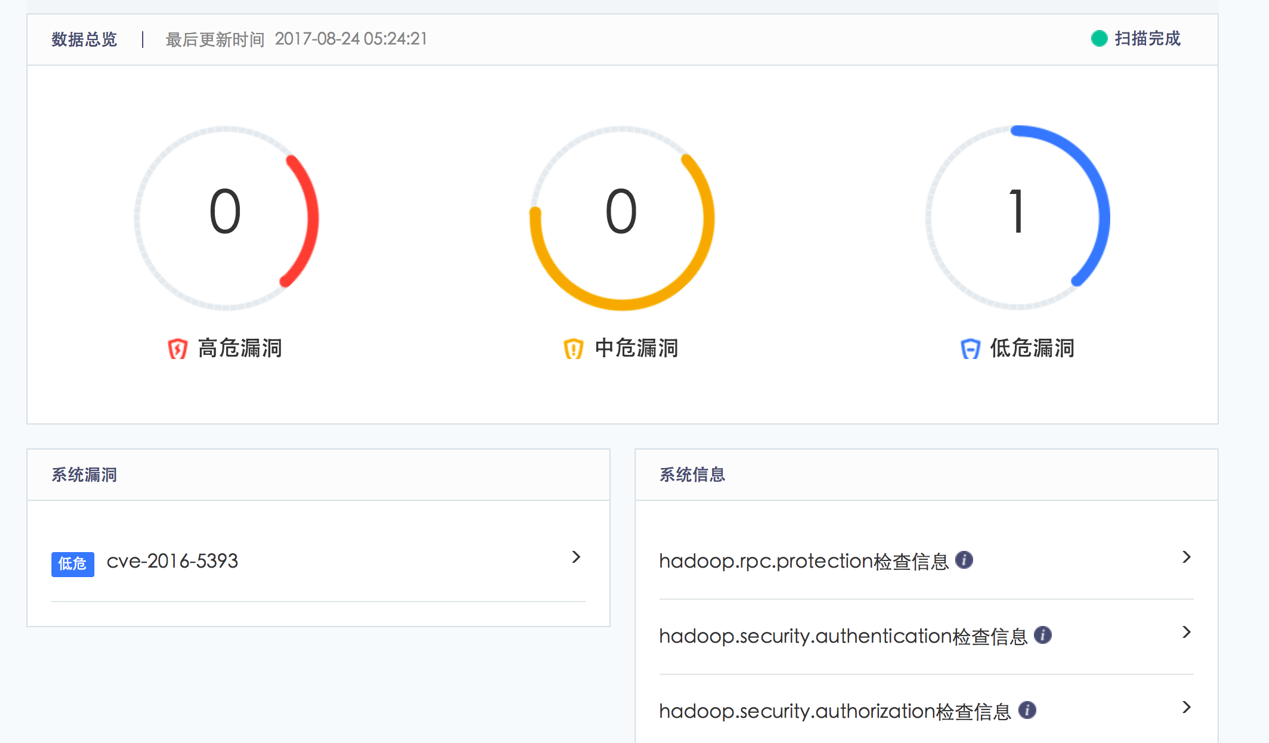 数据总览 | 最后更新时间 2017-08-24 05:24:21 扫描完成
0 0 1
高危漏洞 中危漏洞 低危漏洞
系统漏洞
低危 cve-2016-5393
系统信息
hadoop.rpc.protection检查信息
hadoop.security.authentication检查信息
hadoop.security.authorization检查信息